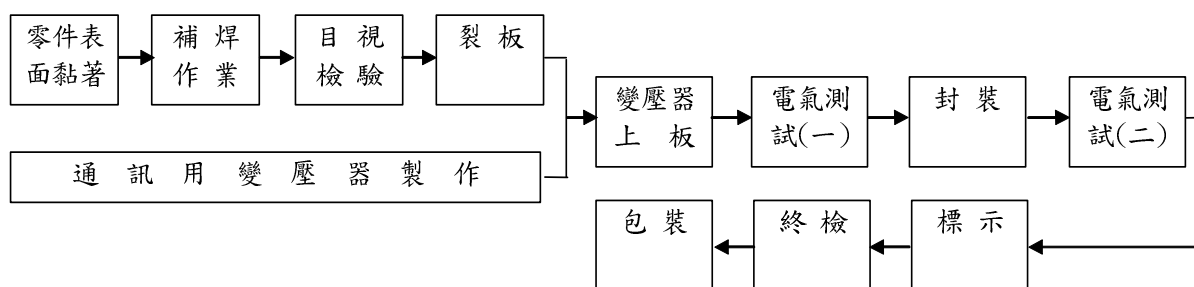 零件表
面黏著
補焊
作業
目視
檢驗
裂板
通訊用變壓器製作
變壓器
上板
電氣測
試(一)
封裝
電氣測
試(二)
標示
終檢
包裝